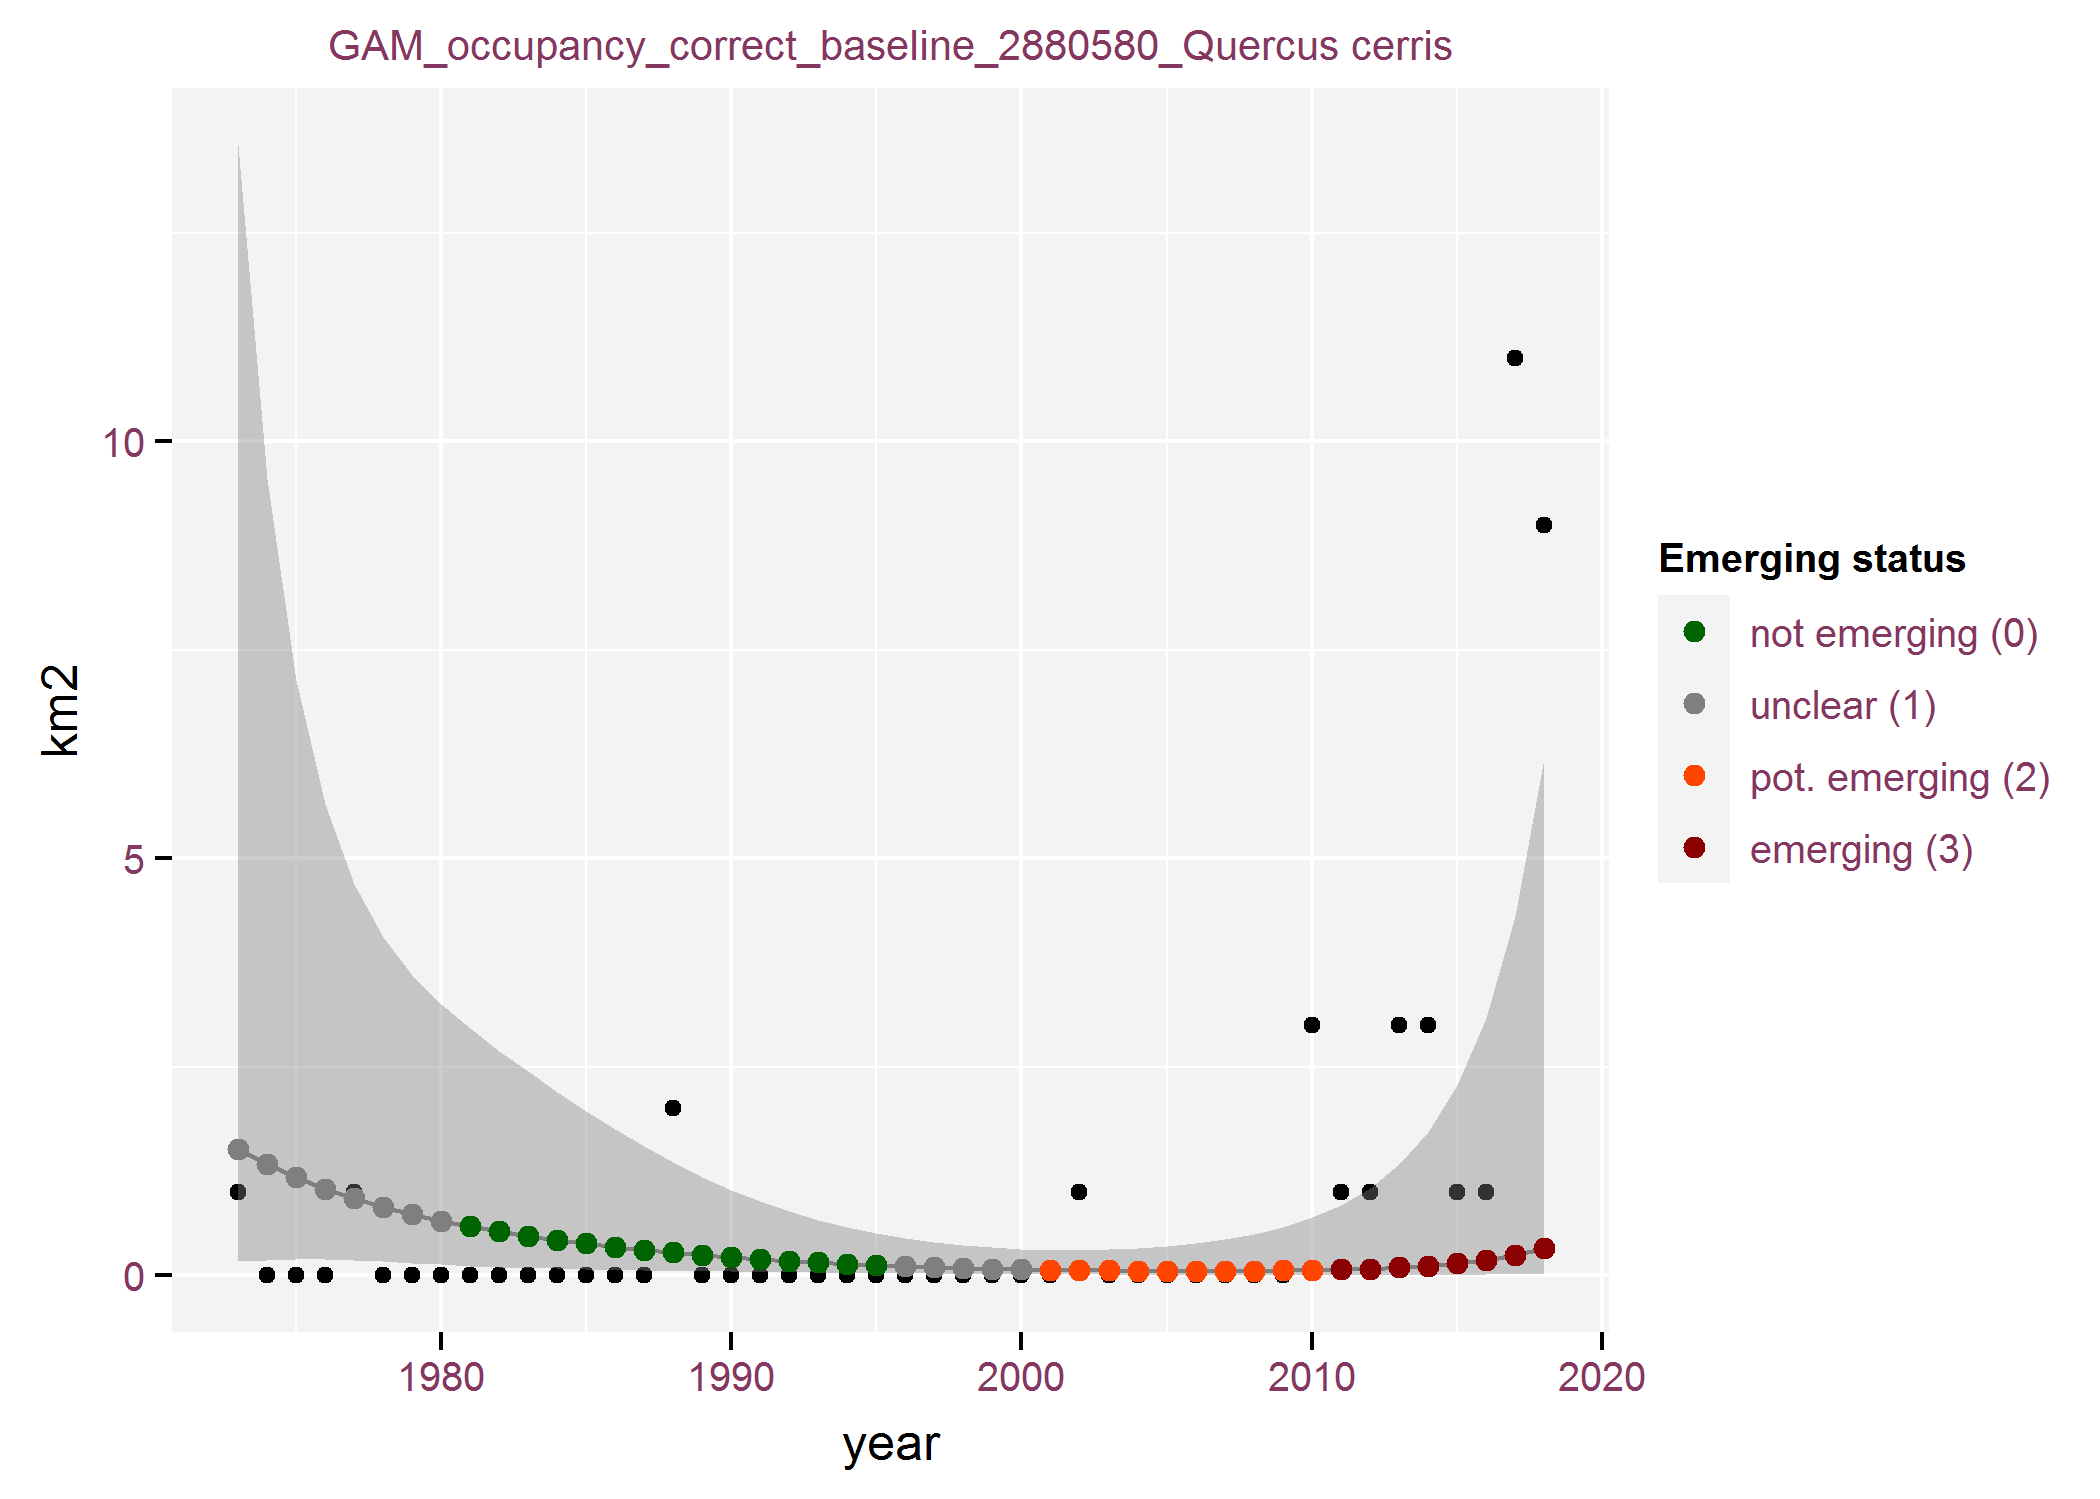 GAM_occupancy_correct_baseline_2880580_Quercus cerris
km2
10
5
0
1980
1990
2000
2010
2020
year
Emerging status
not emerging (0)
unclear (1)
pot. emerging (2)
emerging (3)